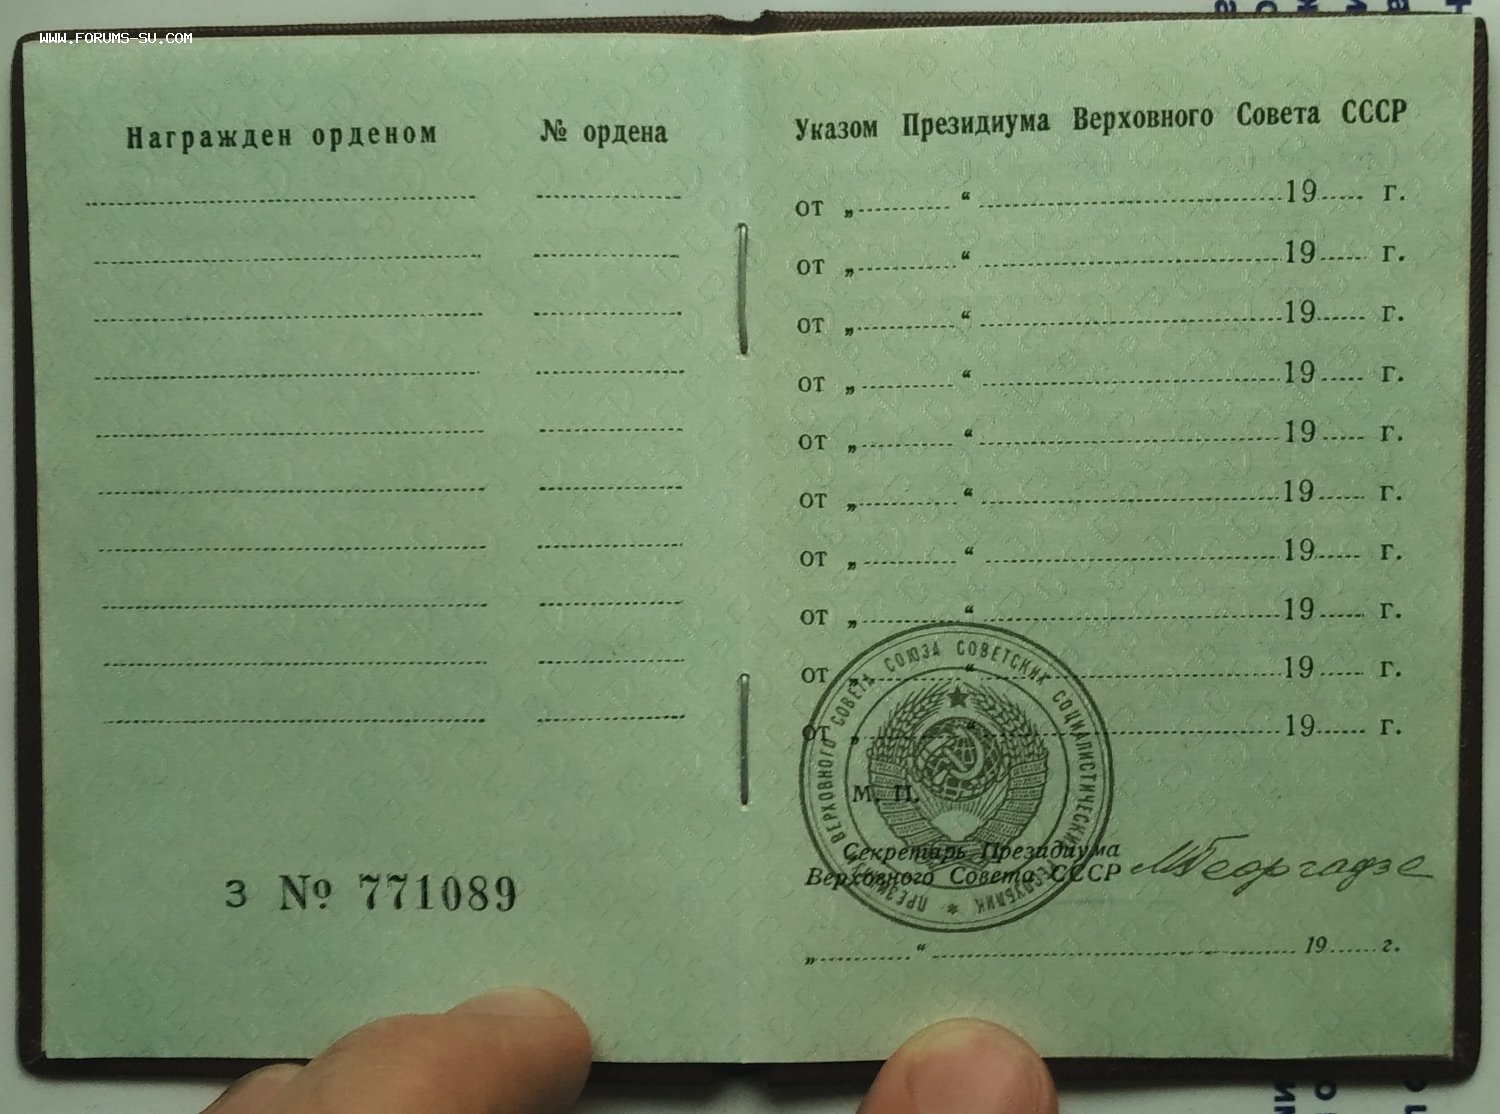 WWW.FORUMS-SU.COM
Награжден орденом
№ ордена
З № 771089
Указом Президиума Верховного Совета СССР
от „ “ 19 г.
от „ “ 19 г.
от „ “ 19 г.
от „ “ 19 г.
от „ “ 19 г.
от „ “ 19 г.
от „ “ 19 г.
от „ “ 19 г.
от „ “ 19 г.
от „ “ 19 г.
ПРЕЗИДИУМ ВЕРХОВНОГО СОВЕТА СОЮЗА СОВЕТСКИХ СОЦИАЛИСТИЧЕСКИХ РЕСПУБЛИК
М. П.
Секретарь Президиума
Верховного Совета СССР МГеоргадзе
„ “ 19 г.